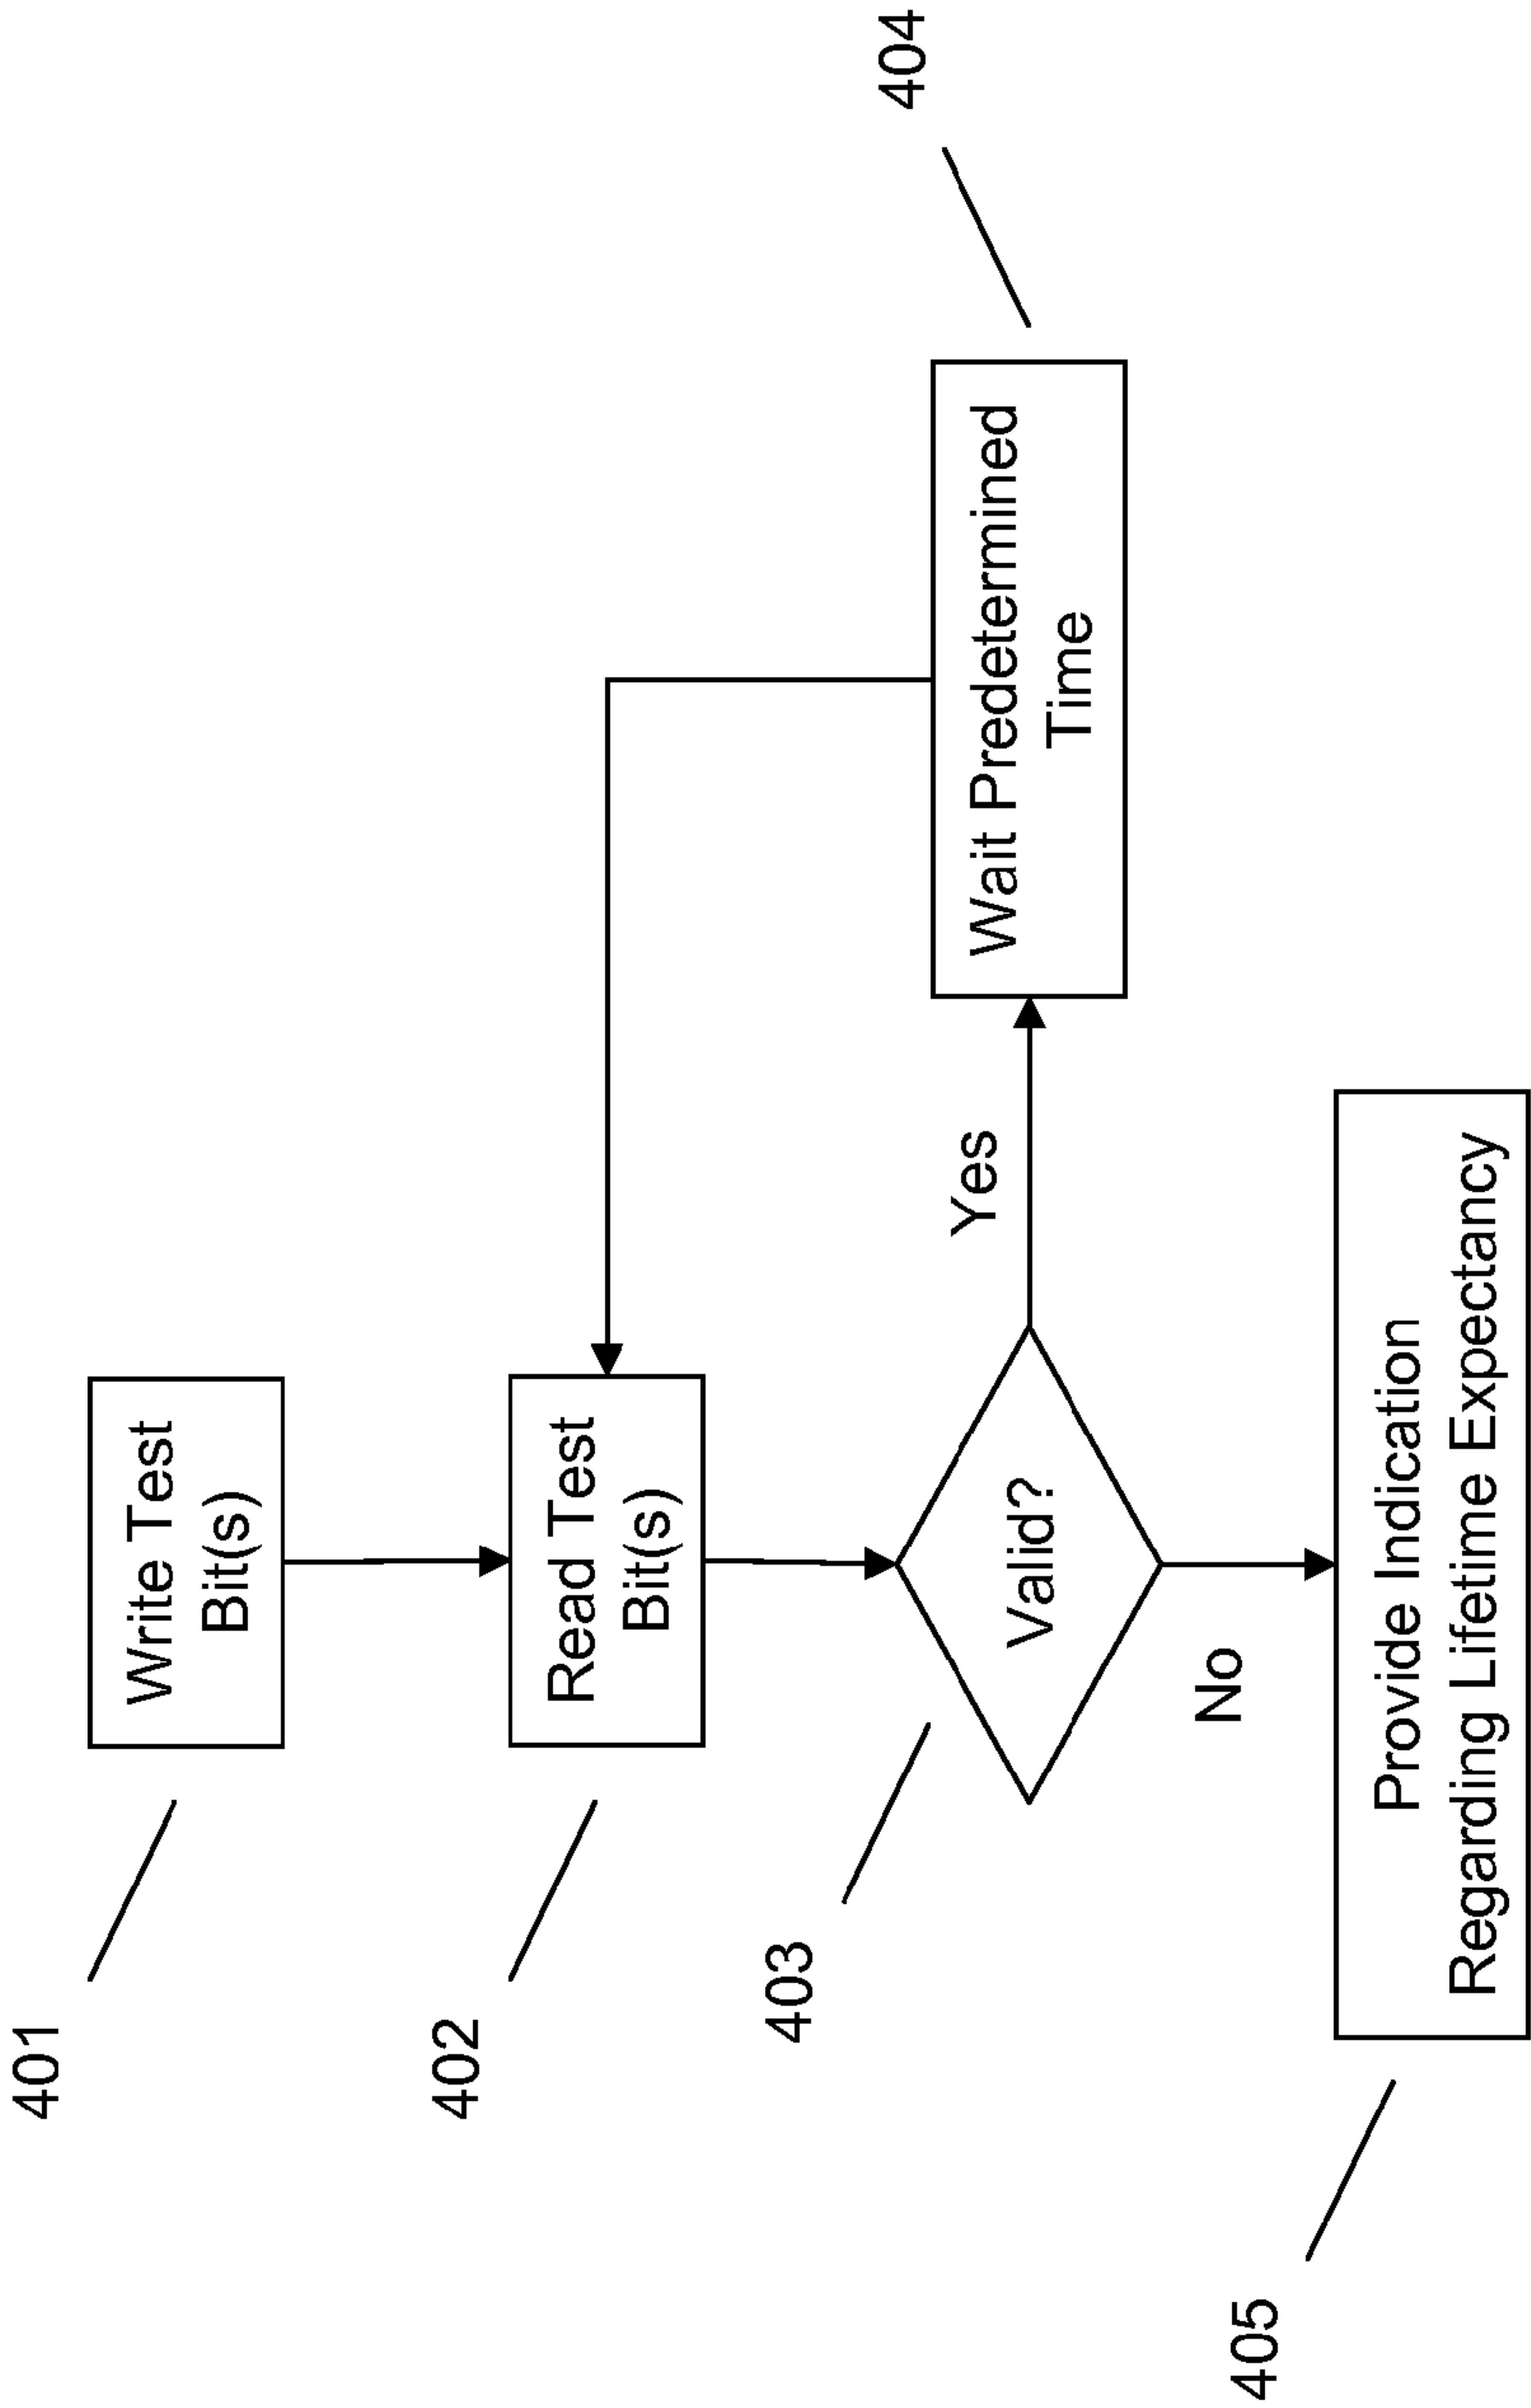 401
Write Test
Bit(s)
402
Read Test
Bit(s)
403
Valid?
Yes
404
Wait Predetermined
Time
No
405
Provide Indication
Regarding Lifetime Expectancy